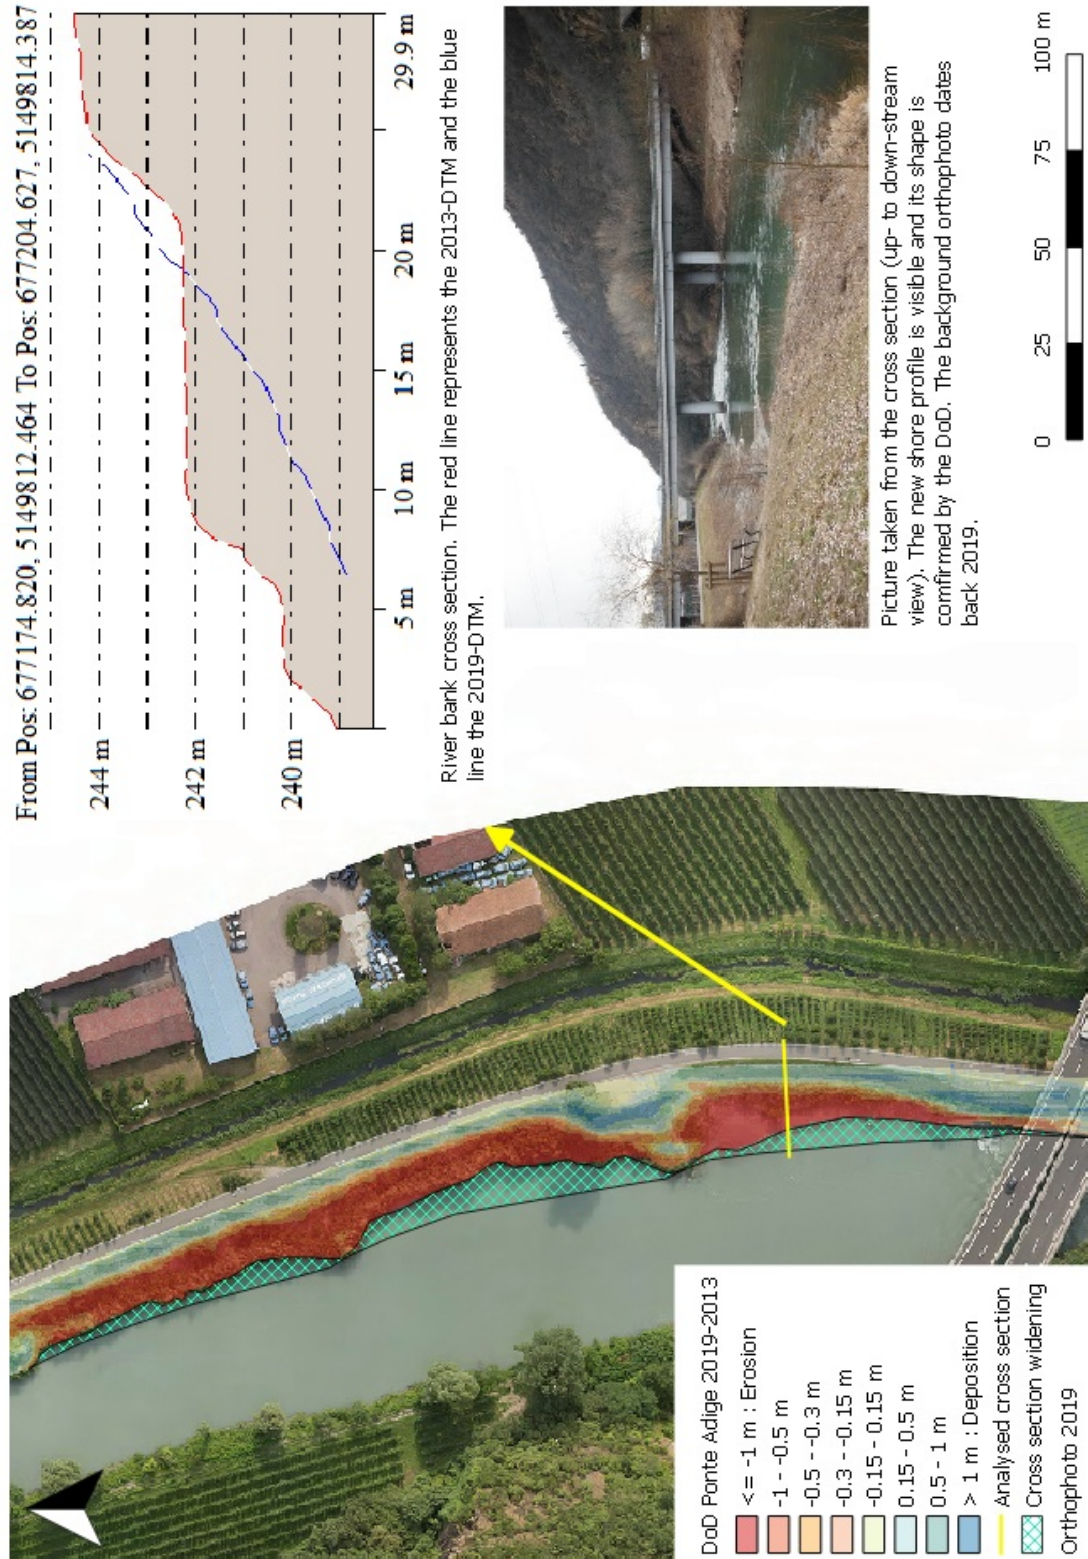 From Pos: 677174.820, 5149812.464 To Pos: 677204.627, 5149814.387
244 m
242 m
240 m
5 m
10 m
15 m
20 m
29.9 m
River bank cross section. The red line represents the 2013-DTM and the blue
line the 2019-DTM.
Picture taken from the cross section (up- to down-stream
view). The new shore profile is visible and its shape is
comfirmed by the DoD. The background orthophoto dates
back 2019.
0
25
50
75
100 m
DoD Ponte Adige 2019-2013
<= -1 m : Erosion
-1 - -0.5 m
-0.5 - -0.3 m
-0.3 - -0.15 m
-0.15 - 0.15 m
0.15 - 0.5 m
0.5 - 1 m
> 1 m : Deposition
Analysed cross section
Cross section widening
Orthophoto 2019